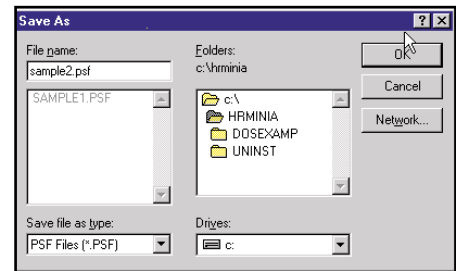 Save As
File name:
sample2.psf
SAMPLE1.PSF
Folders:
c:\hrminia
c:\
HRMINIA
DOSEXAMP
UNINST
OK
Cancel
Network...
Save file as type:
PSF Files (*.PSF)
Drives:
c: